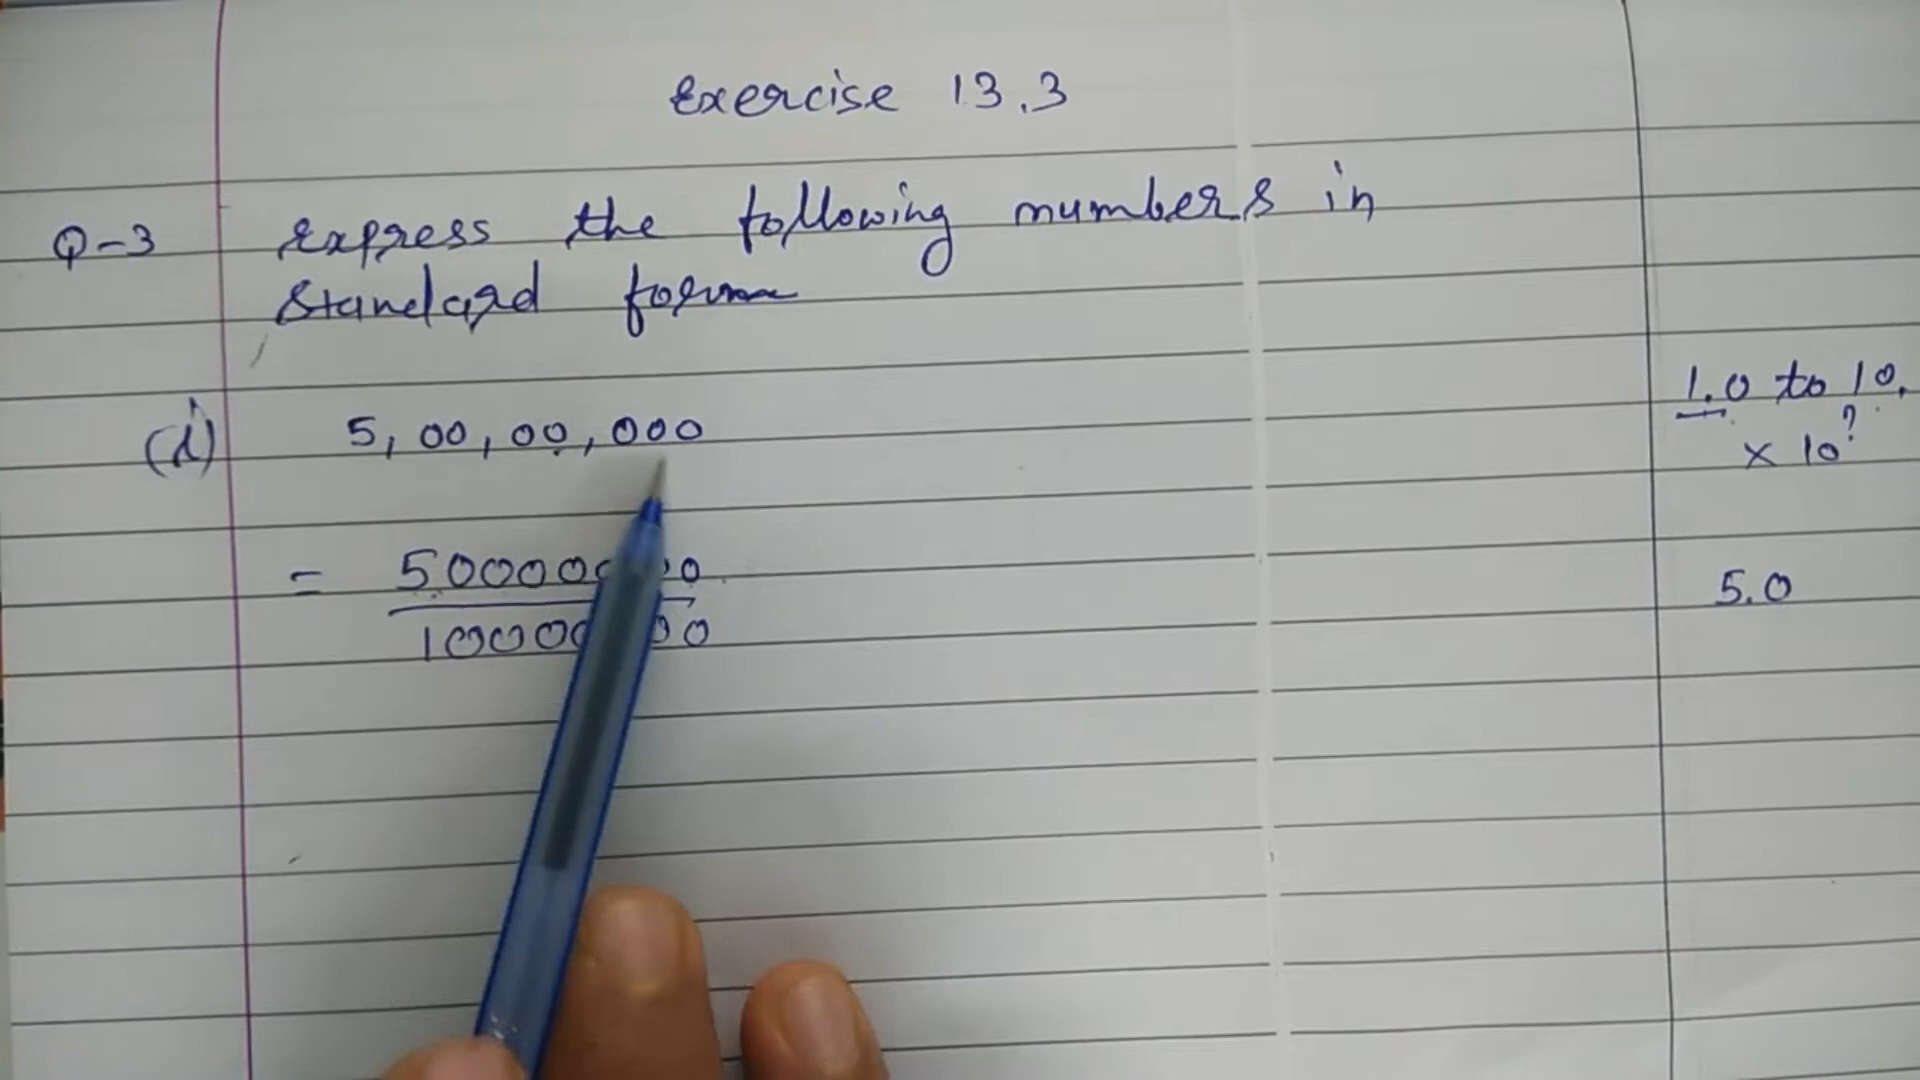 Exercise 13.3
Q-3 express the following numbers in
standard form
(i) 5,00,00,000
1.0 to 10.
× 10?
= 5.0